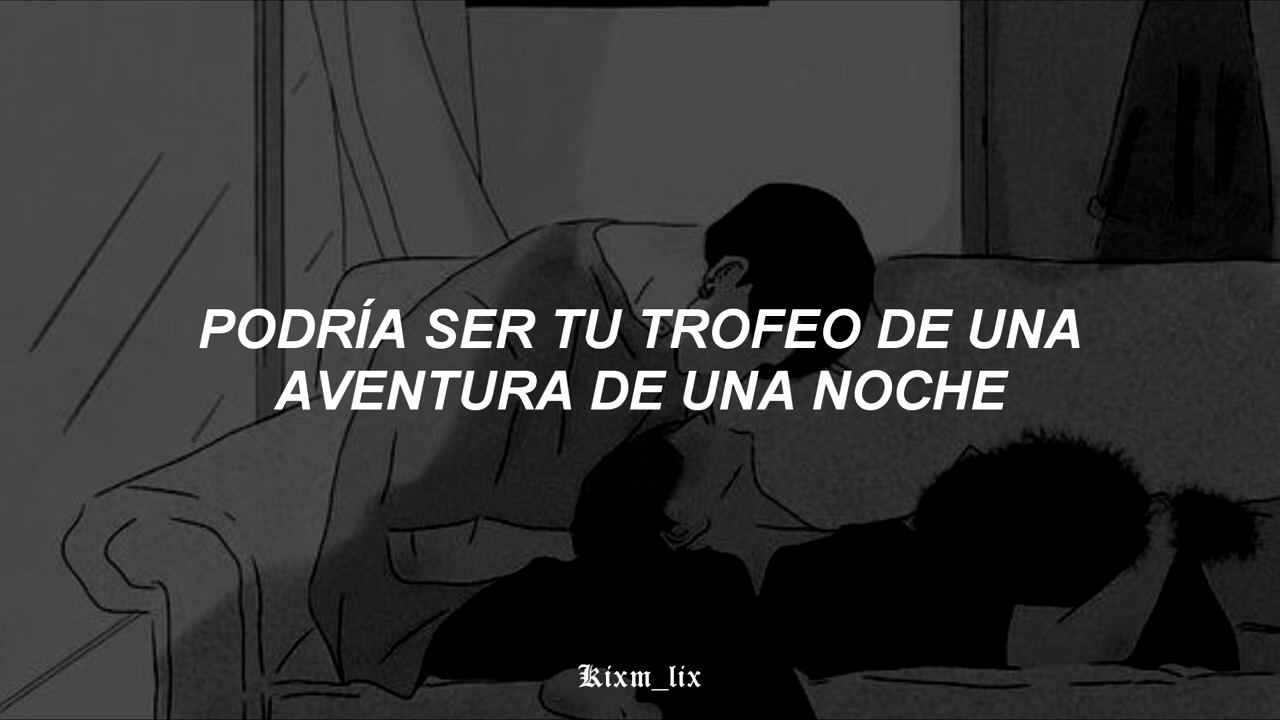 PODRÍA SER TU TROFEO DE UNA
AVENTURA DE UNA NOCHE
Kixm_lix